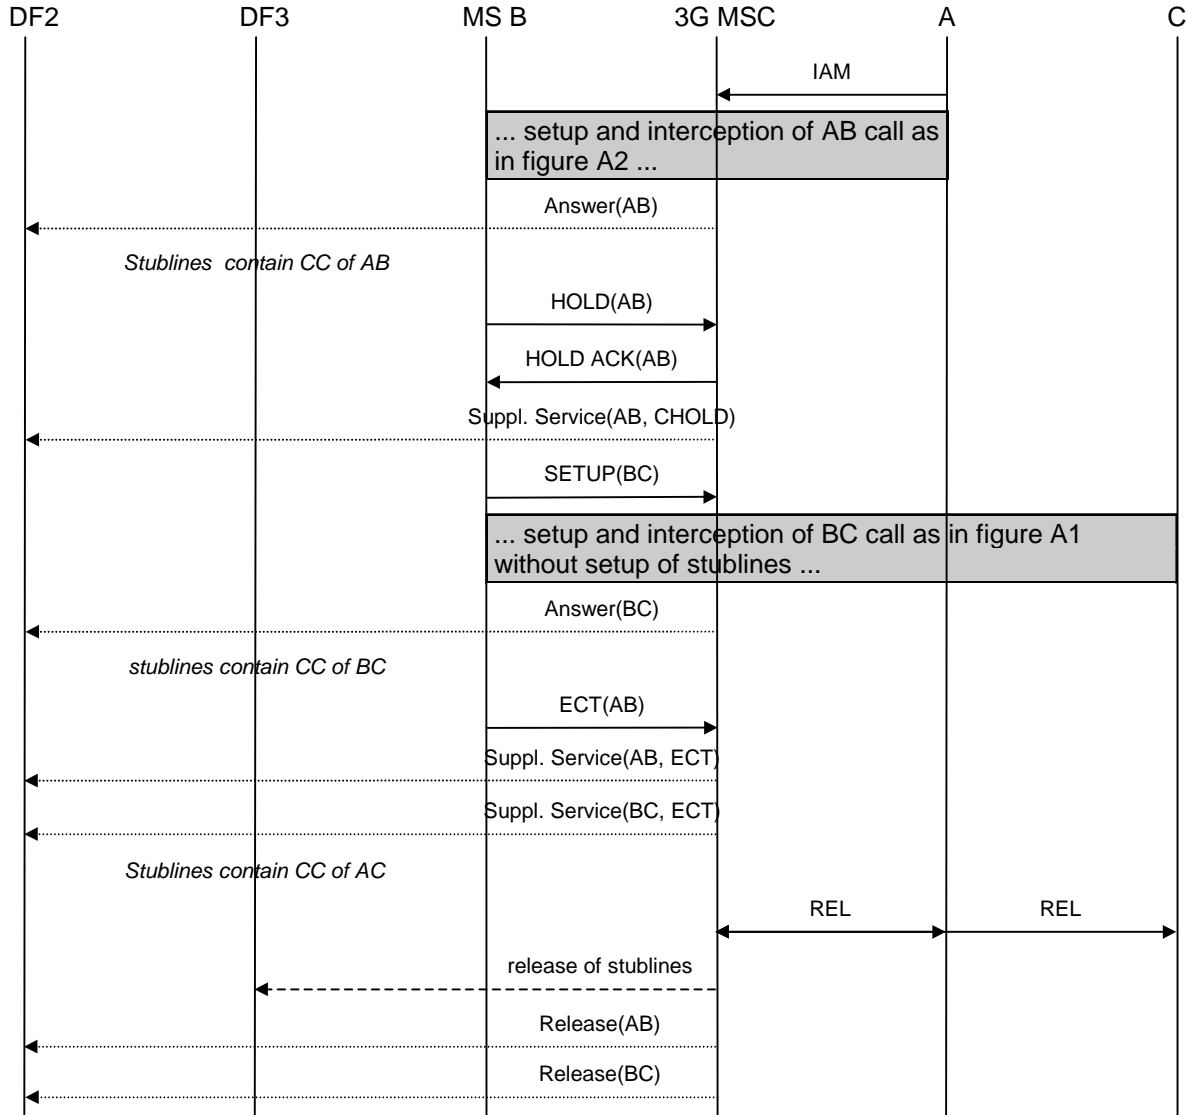 DF2 DF3 MS B 3G MSC A C
IAM
... setup and interception of AB call as
in figure A2 ...
Answer(AB)
Stublines contain CC of AB
HOLD(AB)
HOLD ACK(AB)
Suppl. Service(AB, CHOLD)
SETUP(BC)
... setup and interception of BC call as in figure A1
without setup of stublines ...
Answer(BC)
stublines contain CC of BC
ECT(AB)
Suppl. Service(AB, ECT)
Suppl. Service(BC, ECT)
Stublines contain CC of AC
REL REL
release of stublines
Release(AB)
Release(BC)